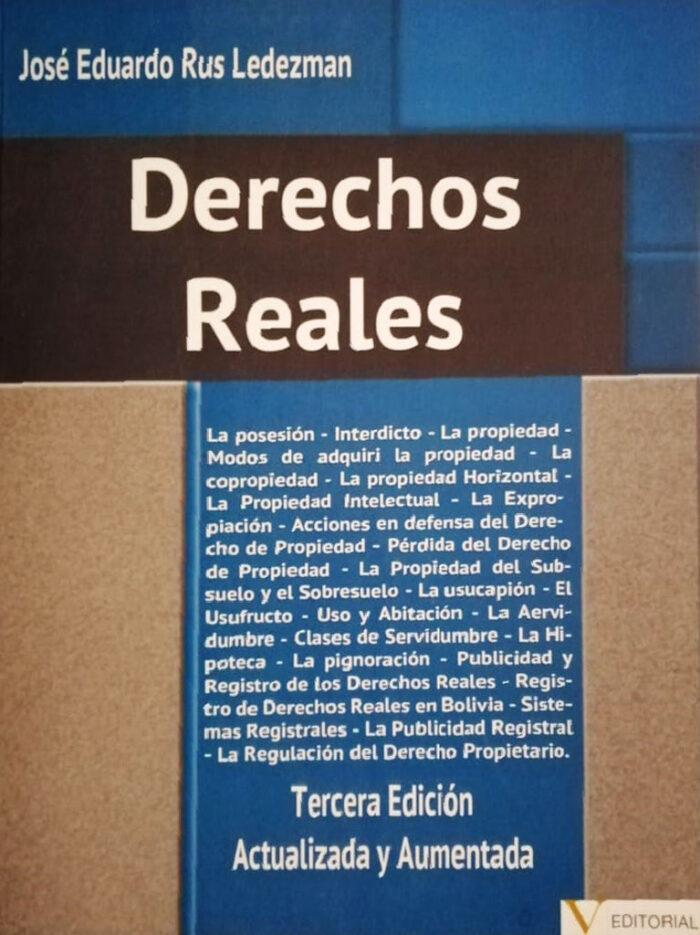 José Eduardo Rus Ledezman
Derechos
Reales
La posesión - Interdicto - La propiedad -
Modos de adquiri la propiedad - La
copropiedad - La propiedad Horizontal -
La Propiedad Intelectual - La Expro-
piación - Acciones en defensa del Dere-
cho de Propiedad - Pérdida del Derecho
de Propiedad - La Propiedad del Sub-
suelo y el Sobresuelo - La usucapión - El
Usufructo - Uso y Abitación - La Aervi-
dumbre - Clases de Servidumbre - La Hi-
poteca - La pignoración - Publicidad y
Registro de los Derechos Reales - Regis-
tro de Derechos Reales en Bolivia - Siste-
mas Registrales - La Publicidad Registral
- La Regulación del Derecho Propietario.
Tercera Edición
Actualizada y Aumentada
V EDITORIAL